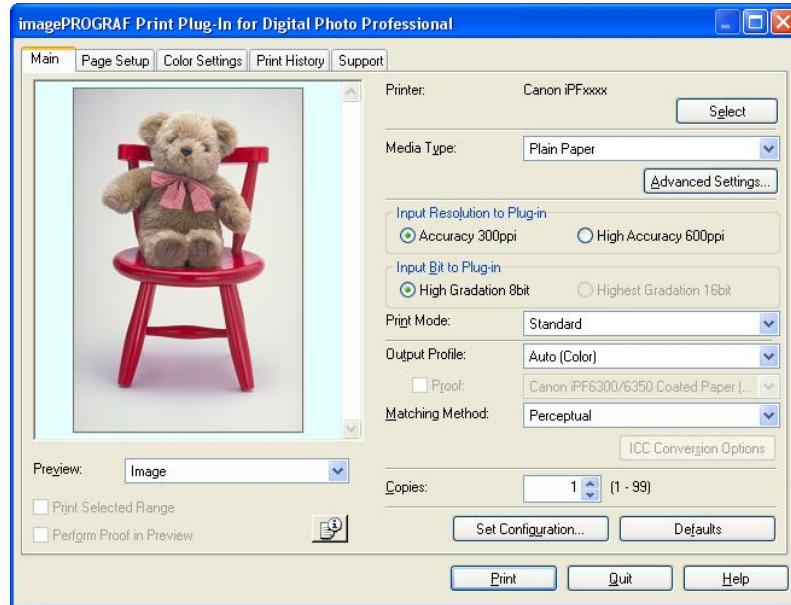 imagePROGRAF Print Plug-In for Digital Photo Professional
Main Page Setup Color Settings Print History Support
Printer: Canon iPFxxxx
Select
Media Type: Plain Paper
Advanced Settings...
Input Resolution to Plug-in
Accuracy 300ppi High Accuracy 600ppi
Input Bit to Plug-in
High Gradation 8bit Highest Gradation 16bit
Print Mode: Standard
Output Profile: Auto (Color)
Proof: Canon iPF6300/6350 Coated Paper (...
Matching Method: Perceptual
ICC Conversion Options
Preview: Image
Copies: 1 (1 - 99)
Print Selected Range
Perform Proof in Preview
Set Configuration... Defaults
Print Quit Help